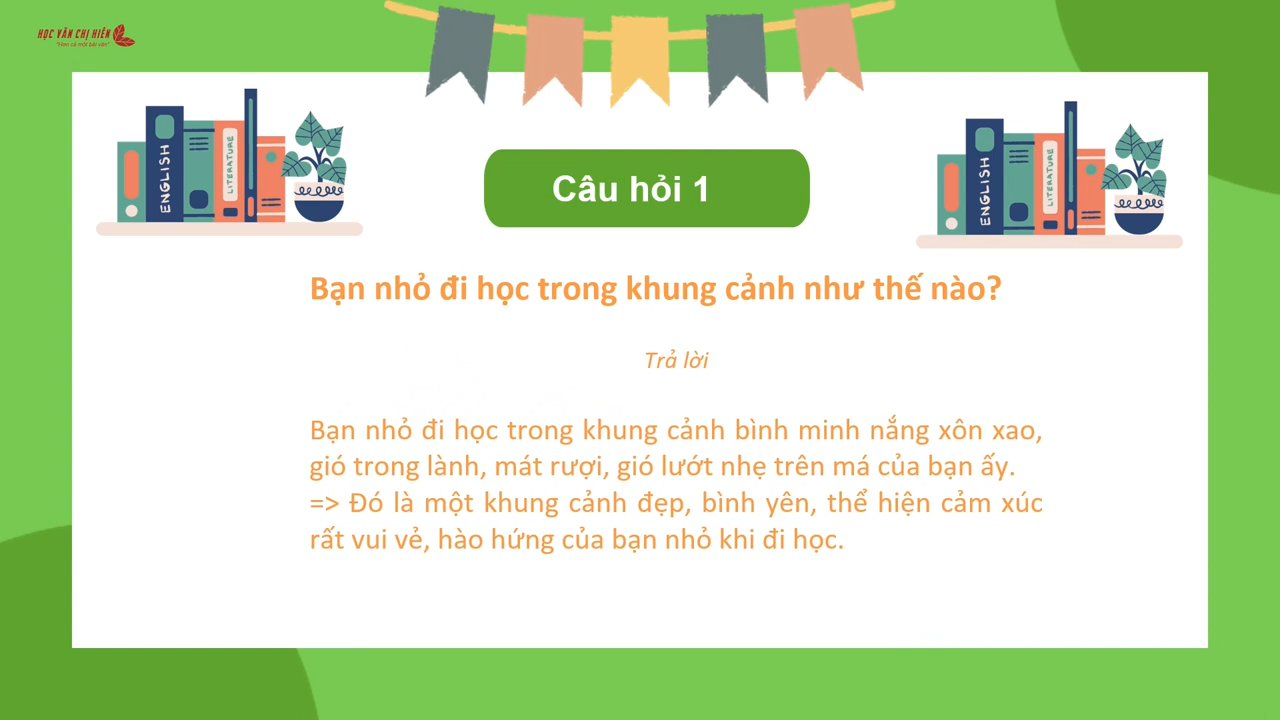 HỌC VĂN CHỊ HIÊN
Câu hỏi 1
ENGLISH
LITERATURE
ENGLISH
LITERATURE
Bạn nhỏ đi học trong khung cảnh như thế nào?
Trả lời
Bạn nhỏ đi học trong khung cảnh bình minh nắng xôn xao,
gió trong lành, mát rượi, gió lướt nhẹ trên má của bạn ấy.
=> Đó là một khung cảnh đẹp, bình yên, thể hiện cảm xúc
rất vui vẻ, hào hứng của bạn nhỏ khi đi học.